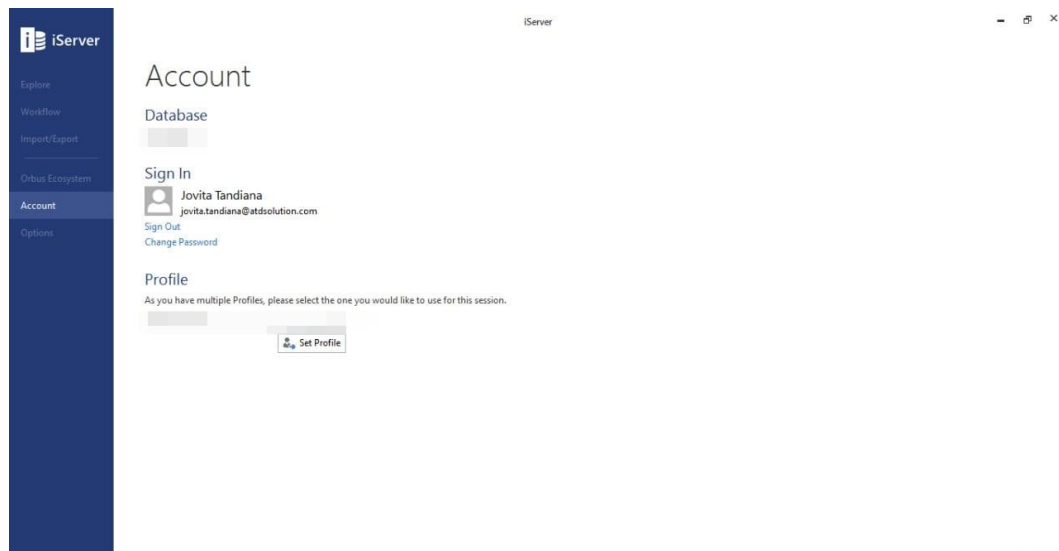 iServer
iServer
Explore
Workflow
Import/Export
Orbus Ecosystem
Account
Options
Account
Database
Sign In
Jovita Tandiana
jovita.tandiana@atdsolution.com
Sign Out
Change Password
Profile
As you have multiple Profiles, please select the one you would like to use for this session.
Set Profile